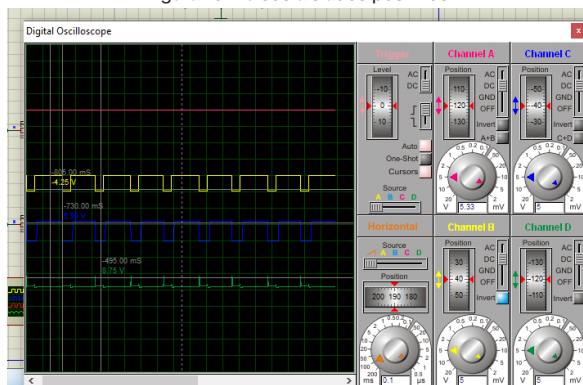 Digital Oscilloscope
Trigger
Level
-10
0
10
AC
DC
Auto
One-Shot
Cursors
Source
A B C D
Horizontal
Source
A B C D
Position
200 190 180
ms 0.1 µs
Channel A
Position
110
120
130
AC
DC
GND
OFF
Invert
A+B
V 5.33 mV
Channel C
Position
-50
-40
-30
AC
DC
GND
OFF
Invert
C+D
V 5 mV
Channel B
Position
30
40
50
AC
DC
GND
OFF
Invert
V 5 mV
Channel D
Position
-130
-120
-110
AC
DC
GND
OFF
Invert
V 5 mV
-805.00 mS
-4.25 V
-730.00 mS
-495.00 mS
8.75 V